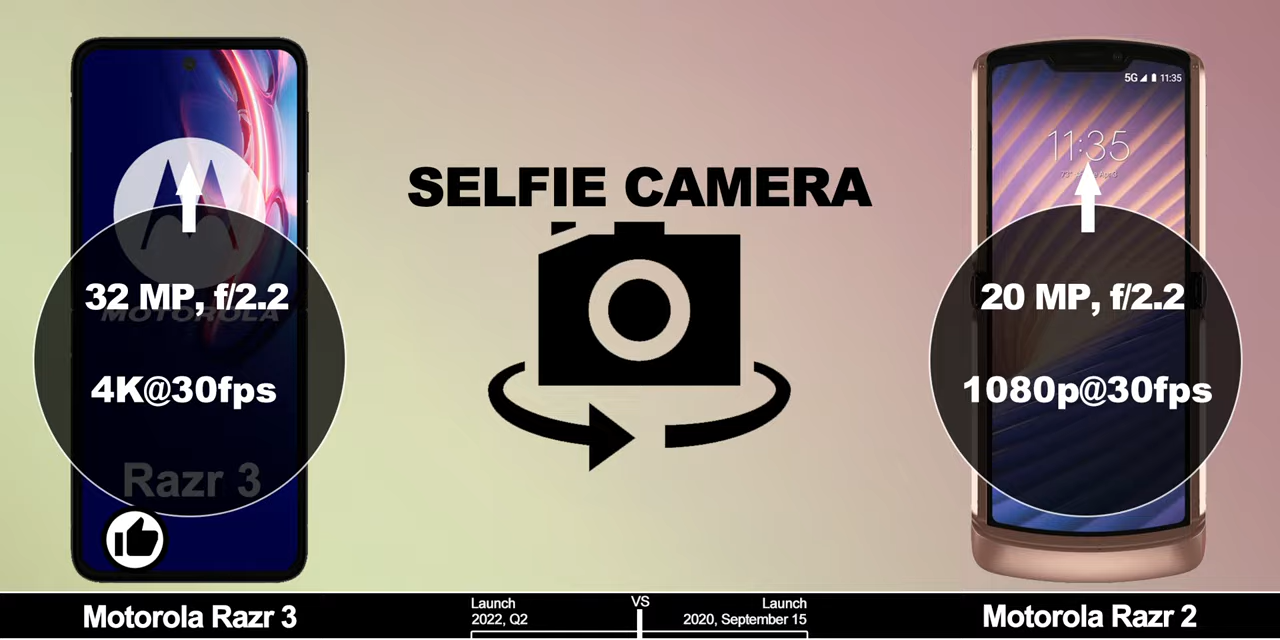 5G 11:35
11:35
SELFIE CAMERA
32 MP, f/2.2
MOTOROLA
4K@30fps
Razr 3
20 MP, f/2.2
1080p@30fps
Motorola Razr 3
Launch
2022, Q2
VS
Launch
2020, September 15
Motorola Razr 2